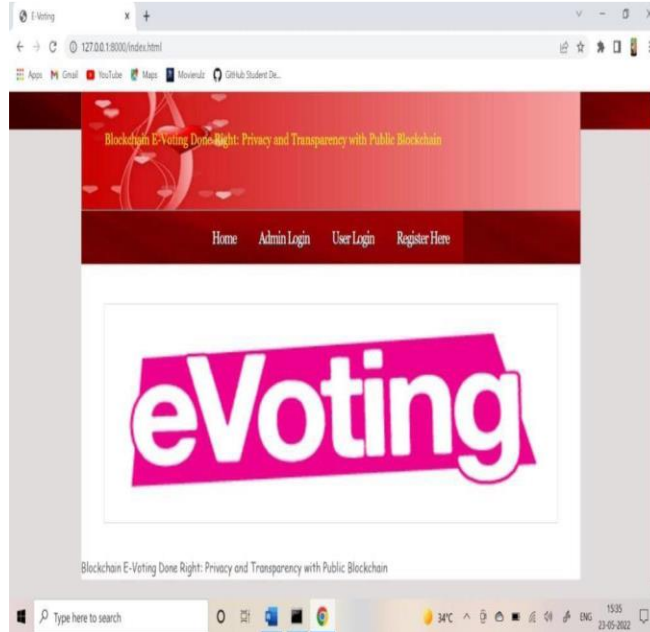 E-Voting
127.0.0.1:8000/index.html
Apps Gmail YouTube Maps Movierulz GitHub Student De...
Blockchain E-Voting Done Right: Privacy and Transparency with Public Blockchain
Home Admin Login User Login Register Here
eVoting
Blockchain E-Voting Done Right: Privacy and Transparency with Public Blockchain
Type here to search
34°C ENG 15:35
23-05-2022